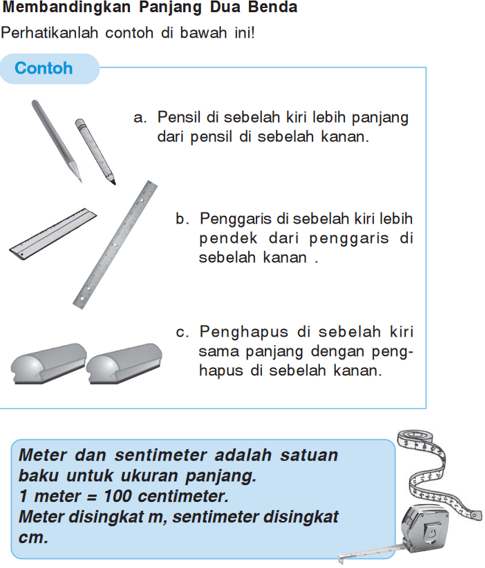 Membandingkan Panjang Dua Benda
Perhatikanlah contoh di bawah ini!
Contoh
a. Pensil di sebelah kiri lebih panjang
dari pensil di sebelah kanan.
b. Penggaris di sebelah kiri lebih
pendek dari penggaris di
sebelah kanan .
c. Penghapus di sebelah kiri
sama panjang dengan peng-
hapus di sebelah kanan.
Meter dan sentimeter adalah satuan
baku untuk ukuran panjang.
1 meter = 100 centimeter.
Meter disingkat m, sentimeter disingkat
cm.